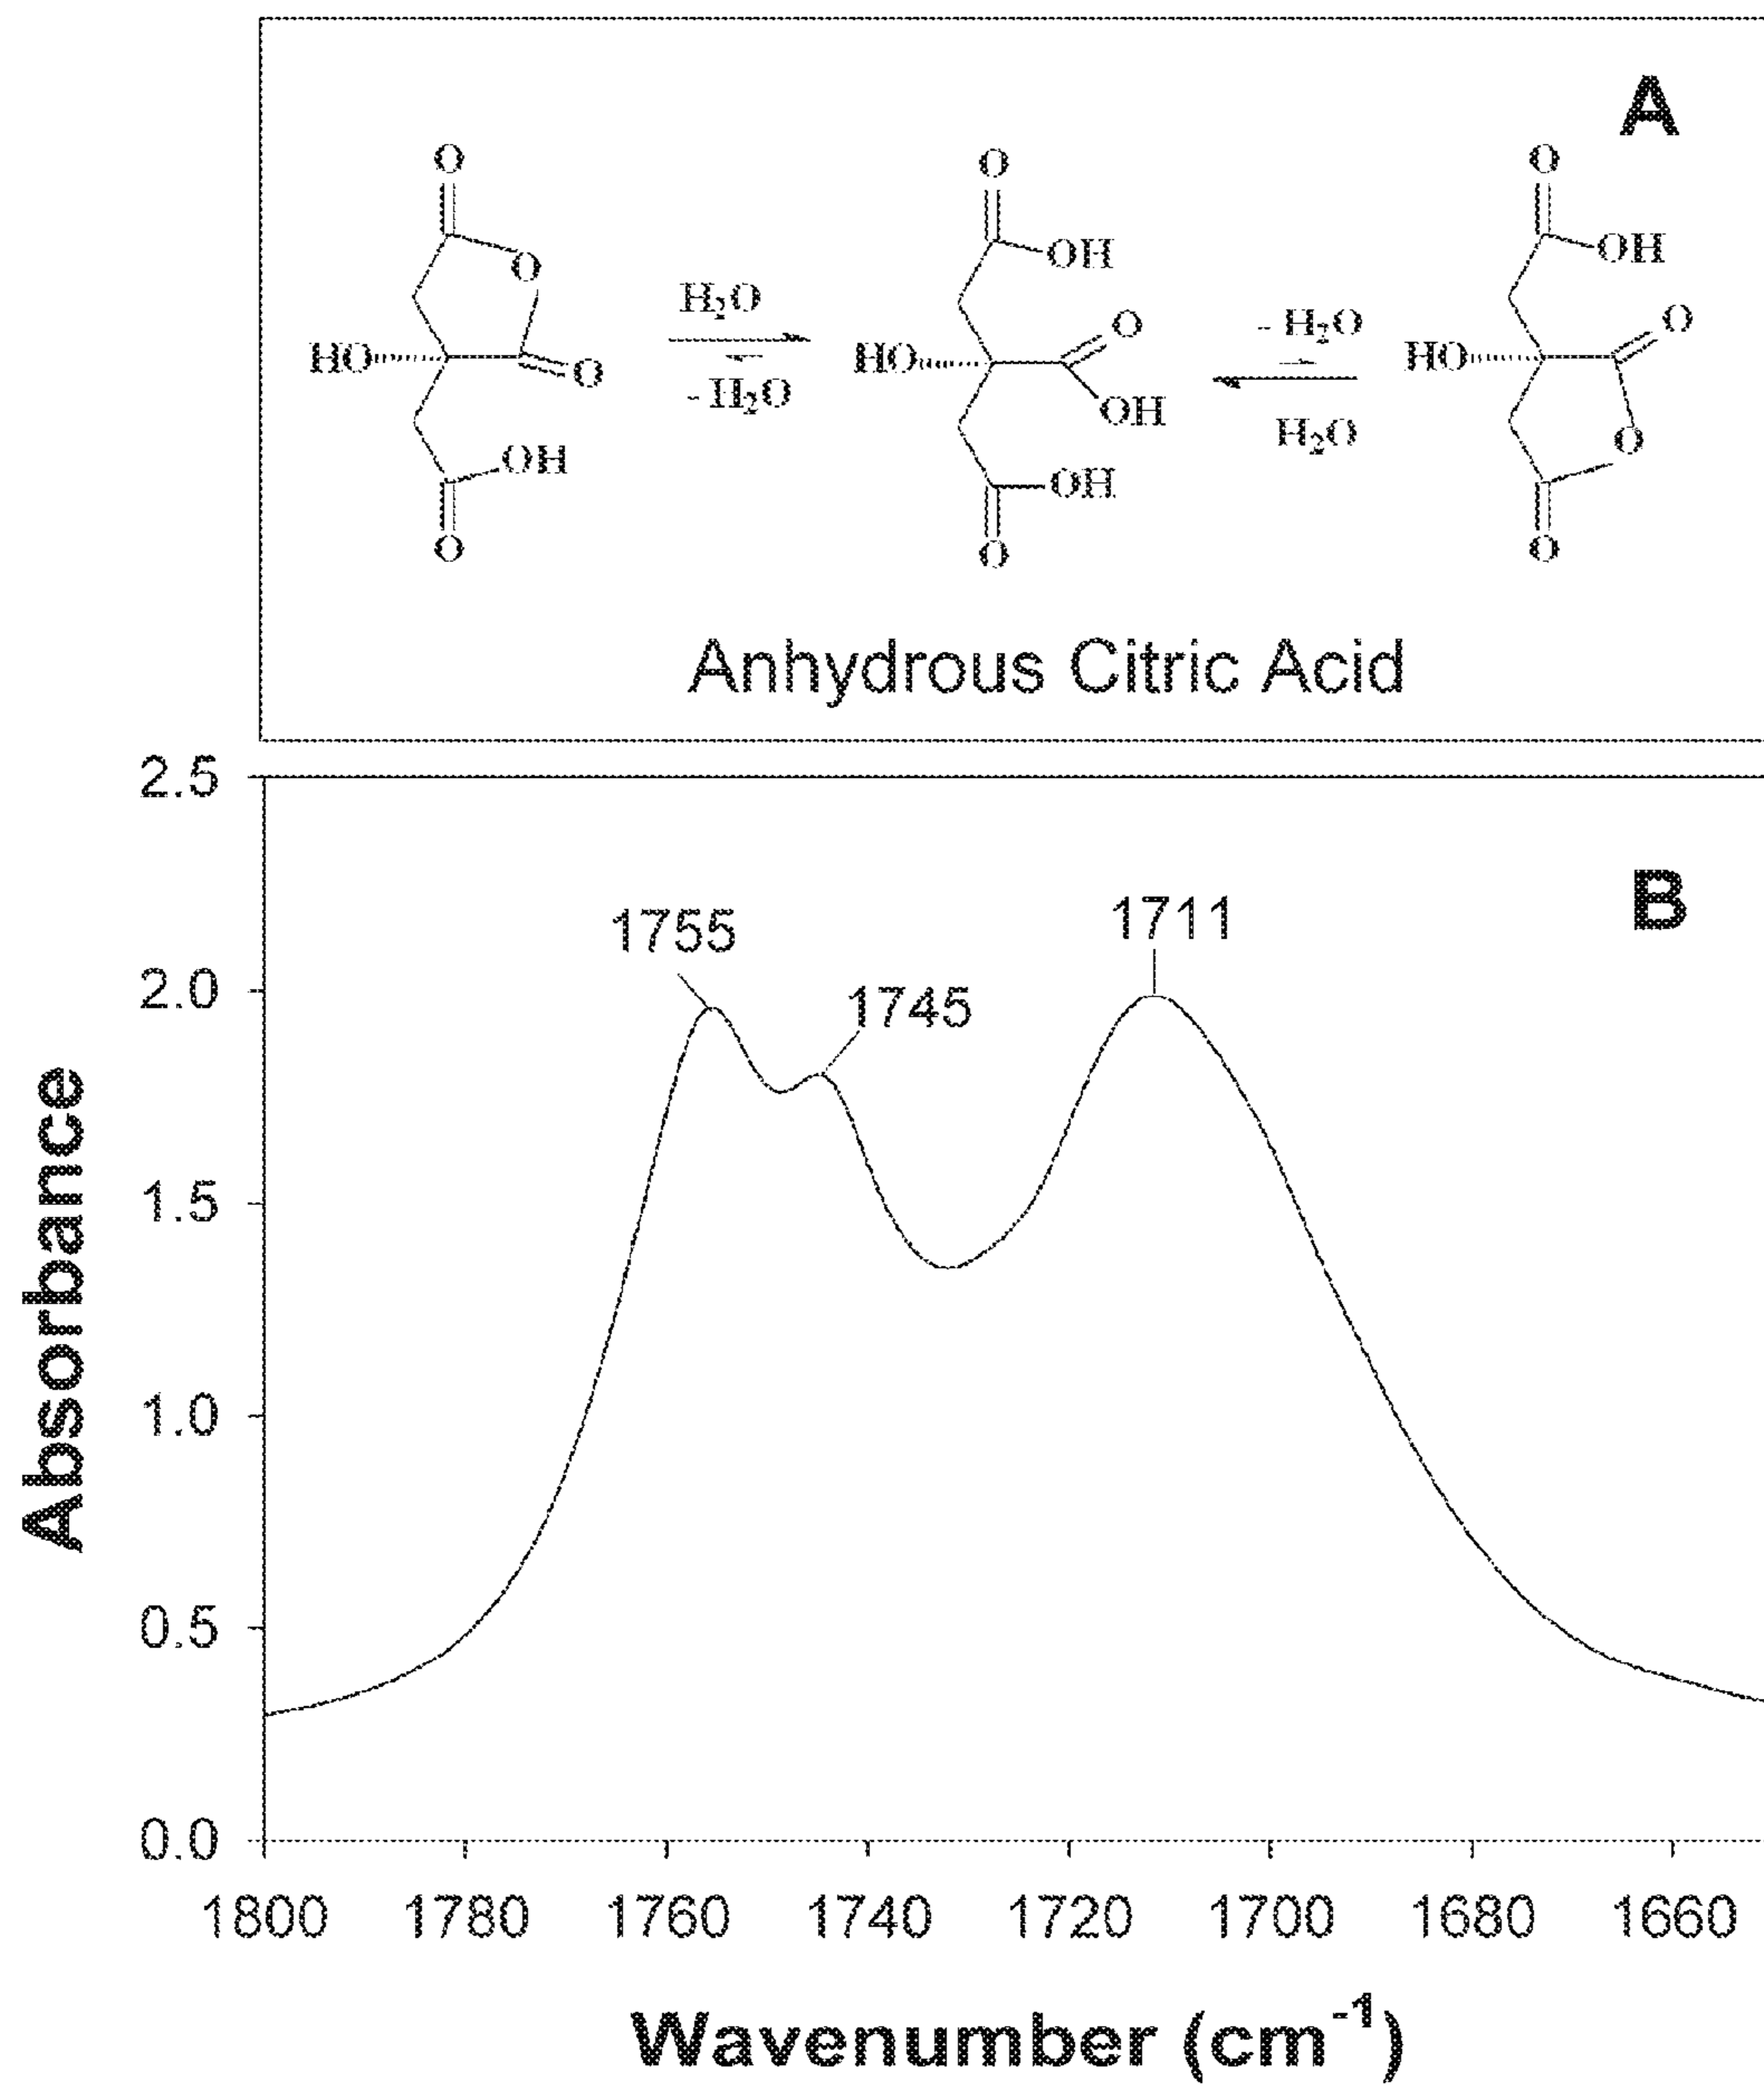 A
O O O
O OH OH
H₂O - H₂O
HO O HO O HO O
- H₂O H₂O
OH OH O
OH
O O O
Anhydrous Citric Acid
2.5
B
1755 1711
2.0 1745
1.5
Absorbance
1.0
0.5
0.0
1800 1780 1760 1740 1720 1700 1680 1660
Wavenumber (cm⁻¹)